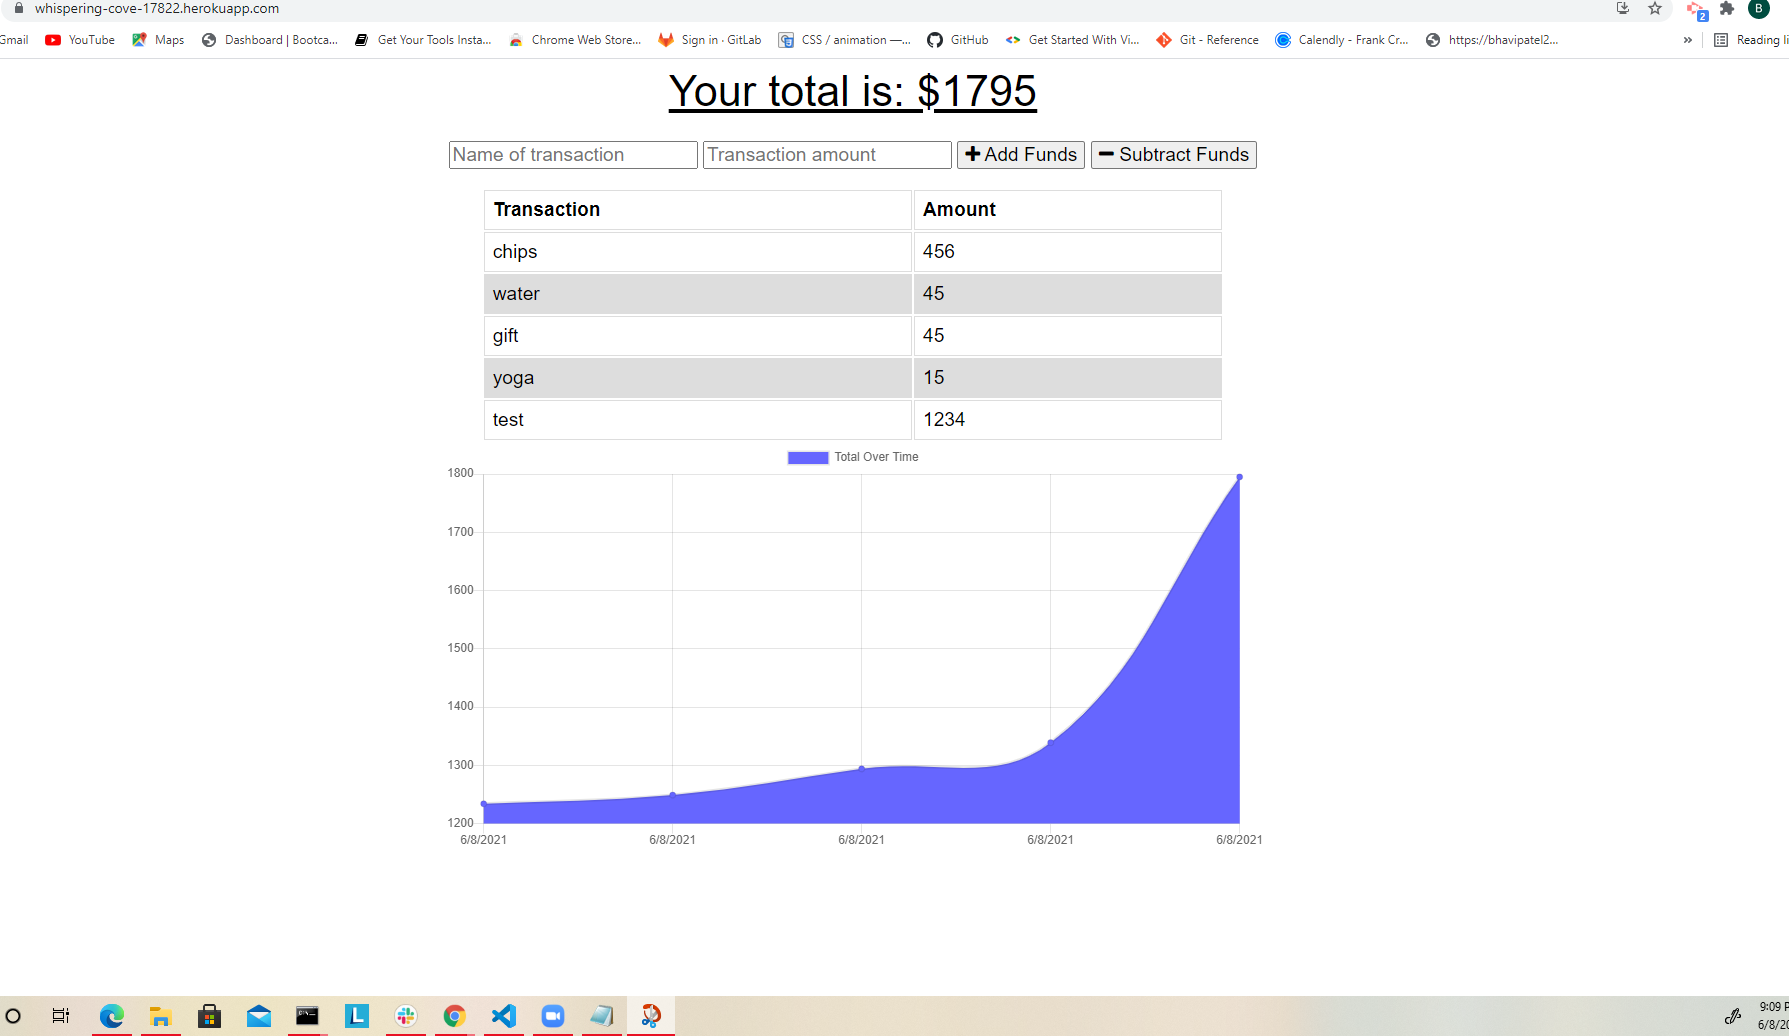 whispering-cove-17822.herokuapp.com
2
B
Gmail YouTube Maps Dashboard | Bootca... Get Your Tools Insta... Chrome Web Store... Sign in · GitLab CSS / animation —... GitHub Get Started With Vi... Git - Reference Calendly - Frank Cr... https://bhavipatel2... » Reading li
Your total is: $1795
Name of transaction Transaction amount Add Funds Subtract Funds
Transaction Amount
chips 456
water 45
gift 45
yoga 15
test 1234
Total Over Time
1800
1700
1600
1500
1400
1300
1200
6/8/2021 6/8/2021 6/8/2021 6/8/2021 6/8/2021
L
9:09 P
6/8/20